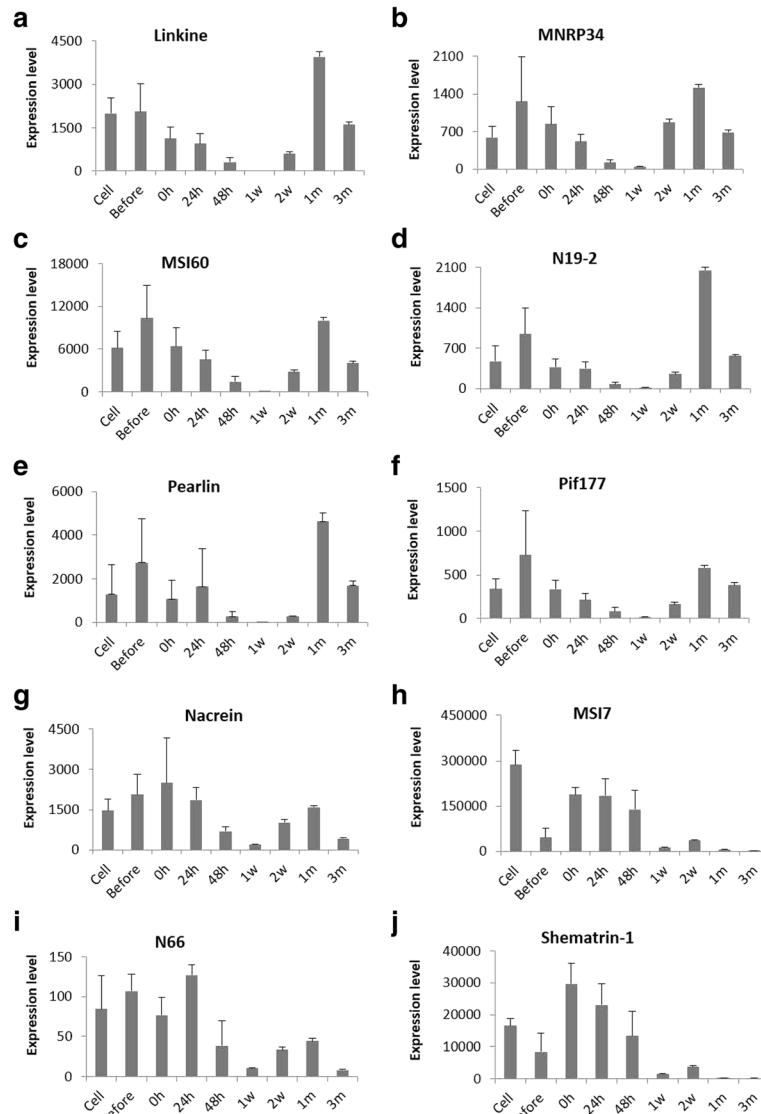 a
Linkine
Expression level
4500
3000
1500
0
Cell Before 0h 24h 48h 1w 2w 1m 3m
b
MNRP34
Expression level
2100
1400
700
0
Cell Before 0h 24h 48h 1w 2w 1m 3m
c
MSI60
Expression level
18000
12000
6000
0
Cell Before 0h 24h 48h 1w 2w 1m 3m
d
N19-2
Expression level
2100
1400
700
0
Cell Before 0h 24h 48h 1w 2w 1m 3m
e
Pearlin
Expression level
6000
4000
2000
0
Cell Before 0h 24h 48h 1w 2w 1m 3m
f
Pif177
Expression level
1500
1000
500
0
Cell Before 0h 24h 48h 1w 2w 1m 3m
g
Nacrein
Expression level
4500
3000
1500
0
Cell Before 0h 24h 48h 1w 2w 1m 3m
h
MSI7
Expression level
450000
300000
150000
0
Cell Before 0h 24h 48h 1w 2w 1m 3m
i
N66
Expression level
150
100
50
0
Cell Before 0h 24h 48h 1w 2w 1m 3m
j
Shematrin-1
Expression level
40000
30000
20000
10000
0
Cell Before 0h 24h 48h 1w 2w 1m 3m